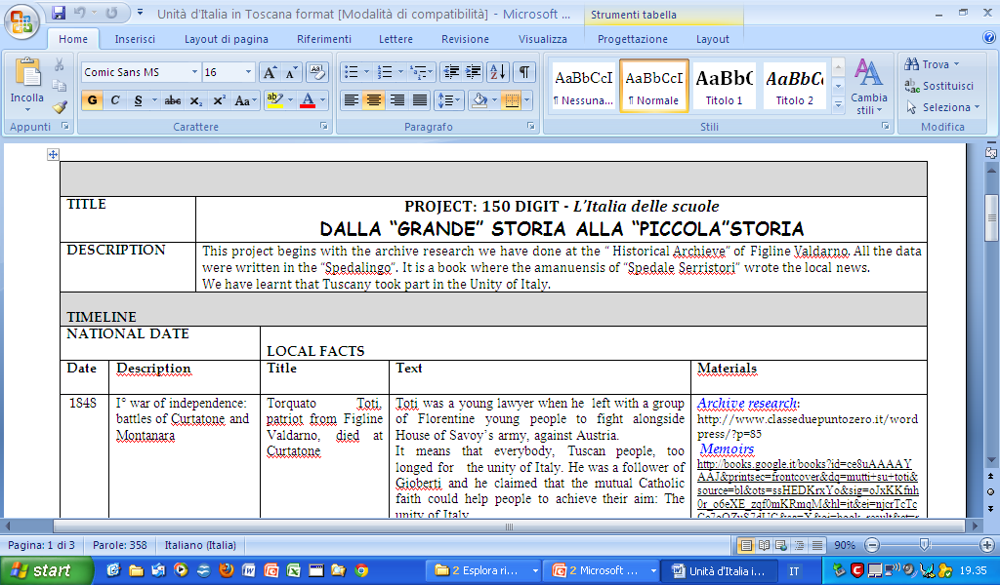 Unità d'Italia in Toscana format [Modalità di compatibilità] - Microsoft ...
Strumenti tabella
Home
Inserisci
Layout di pagina
Riferimenti
Lettere
Revisione
Visualizza
Progettazione
Layout
Incolla
Appunti
Comic Sans MS
16
G C S abc x₂ x² Aa
Carattere
Paragrafo
AaBbCcI
¶ Nessuna...
AaBbCcI
¶ Normale
AaBbC
Titolo 1
AaBbC
Titolo 2
Cambia
stili
Stili
Trova
Sostituisci
Seleziona
Modifica
TITLE
PROJECT: 150 DIGIT - L'Italia delle scuole
DALLA “GRANDE” STORIA ALLA “PICCOLA”STORIA
DESCRIPTION
This project begins with the archive research we have done at the “ Historical Archieve” of Figline Valdarno. All the data
were written in the “Spedalingo”. It is a book where the amanuensis of “Spedale Serristori” wrote the local news.
We have learnt that Tuscany took part in the Unity of Italy.
TIMELINE
NATIONAL DATE
LOCAL FACTS
Date
Description
Title
Text
Materials
1848
I° war of independence:
battles of Curtatone and
Montanara
Torquato Toti,
patriot from Figline
Valdarno, died at
Curtatone
Toti was a young lawyer when he left with a group
of Florentine young people to fight alongside
House of Savoy's army, against Austria.
It means that everybody, Tuscan people, too
longed for the unity of Italy. He was a follower of
Gioberti and he claimed that the mutual Catholic
faith could help people to achieve their aim: The
unity of Italy
Archive research:
http://www.classeduepuntozero.it/word
press/?p=85
Memoirs
http://books.google.it/books?id=ce8uAAAAY
AAJ&printsec=frontcover&dq=mutti+su+toti&
source=bl&ots=ssHEDKrxYo&sig=oJxKKfnh
0r_o6eXE_zqf0mKRmqM&hl=it&ei=njcrTcTc
Pagina: 1 di 3
Parole: 358
Italiano (Italia)
90%
start
2 Esplora ri...
2 Microsoft ...
Unità d'Italia i...
IT
19.35